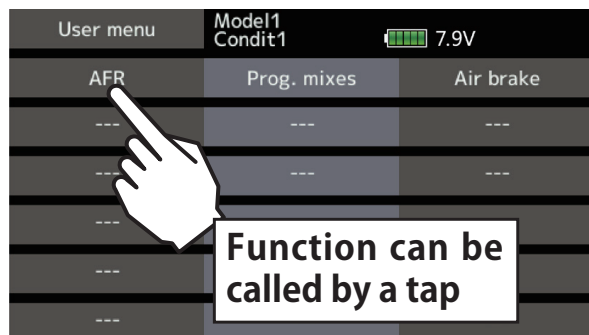 User menu
Model1
Condit1
7.9V
AFR
Prog. mixes
Air brake
---
---
---
---
---
---
---
Function can be
called by a tap
---
---